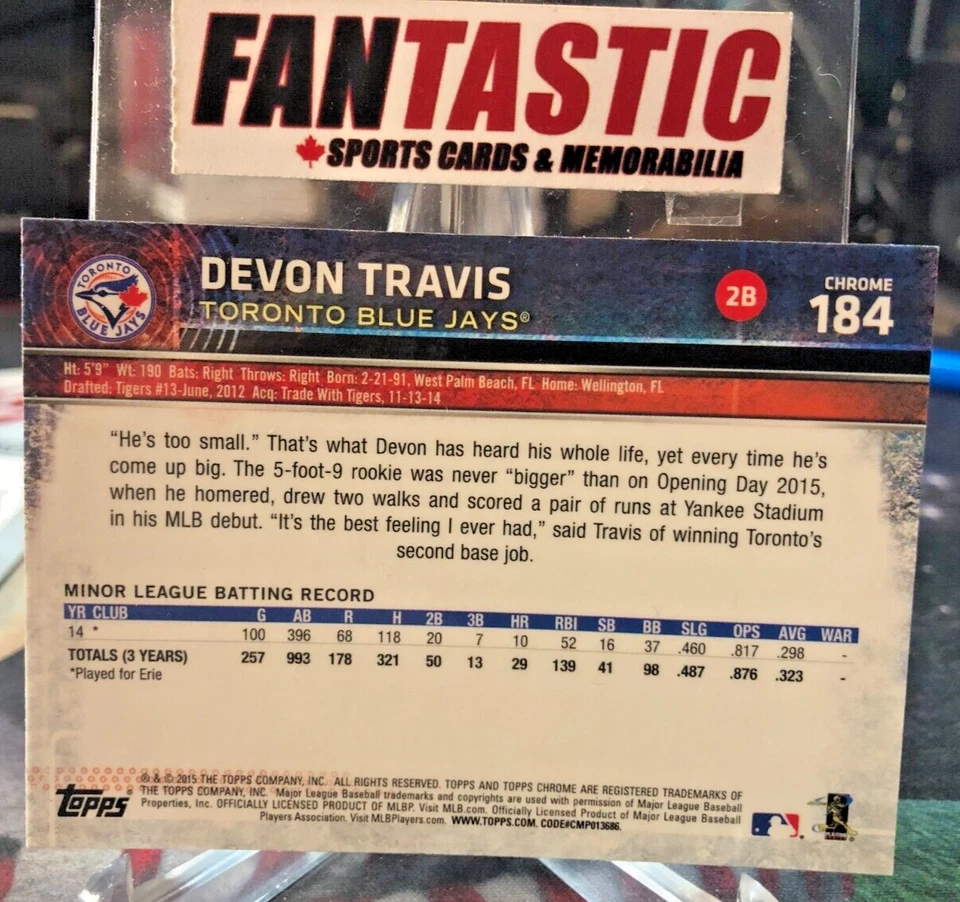 FANTASTIC
SPORTS CARDS & MEMORABILIA
TORONTO
BLUE JAYS
DEVON TRAVIS
TORONTO BLUE JAYS®
2B
CHROME
184
Ht: 5'9" Wt: 190 Bats: Right Throws: Right Born: 2-21-91, West Palm Beach, FL Home: Wellington, FL
Drafted: Tigers #13-June, 2012 Acq: Trade With Tigers, 11-13-14
"He's too small." That's what Devon has heard his whole life, yet every time he's
come up big. The 5-foot-9 rookie was never "bigger" than on Opening Day 2015,
when he homered, drew two walks and scored a pair of runs at Yankee Stadium
in his MLB debut. "It's the best feeling I ever had," said Travis of winning Toronto's
second base job.
MINOR LEAGUE BATTING RECORD
YR CLUB G AB R H 2B 3B HR RBI SB BB SLG OPS AVG WAR
14 * 100 396 68 118 20 7 10 52 16 37 .460 .817 .298 -
TOTALS (3 YEARS) 257 993 178 321 50 13 29 139 41 98 .487 .876 .323 -
*Played for Erie
topps®
® & © 2015 THE TOPPS COMPANY, INC. ALL RIGHTS RESERVED. TOPPS AND TOPPS CHROME ARE REGISTERED TRADEMARKS OF
THE TOPPS COMPANY, INC. Major League Baseball trademarks and copyrights are used with permission of Major League Baseball
Properties, Inc. OFFICIALLY LICENSED PRODUCT OF MLBP. Visit MLB.com. Officially Licensed Product of Major League Baseball
Players Association. Visit MLBPlayers.com. WWW.TOPPS.COM. CODE#CMP013686.